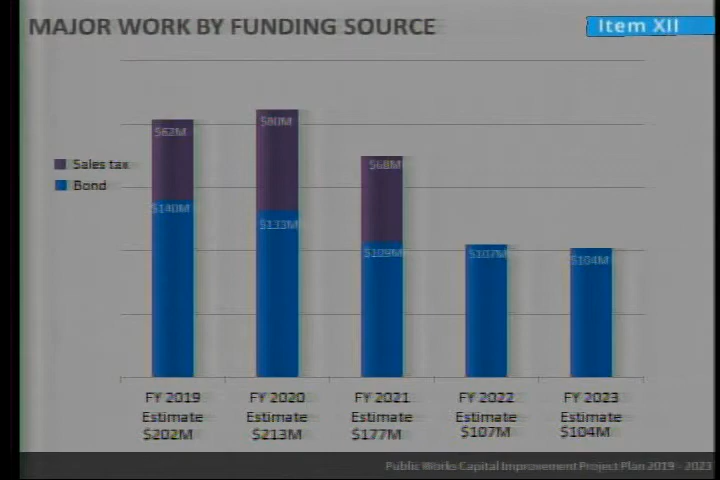 MAJOR WORK BY FUNDING SOURCE
Item XII
Sales tax
Bond
$62M
$80M
$68M
$140M
$133M
$109M
$107M
$104M
FY 2019 FY 2020 FY 2021 FY 2022 FY 2023
Estimate Estimate Estimate Estimate Estimate
$202M $213M $177M $107M $104M
Public Works Capital Improvement Project Plan 2019 - 2023